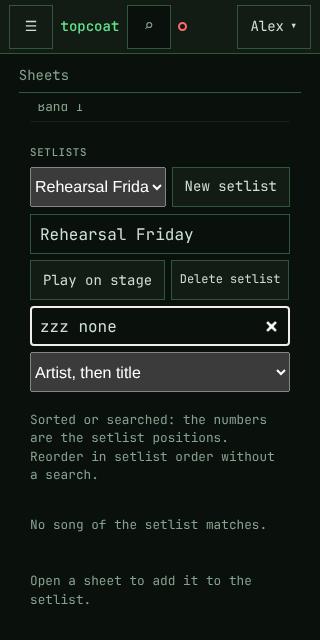 ☰ topcoat ⌕ Alex ▾
Sheets
Band 1
SETLISTS
Rehearsal Frida
New setlist
Rehearsal Friday
Play on stage
Delete setlist
zzz none ×
Artist, then title
Sorted or searched: the numbers
are the setlist positions.
Reorder in setlist order without
a search.
No song of the setlist matches.
Open a sheet to add it to the
setlist.